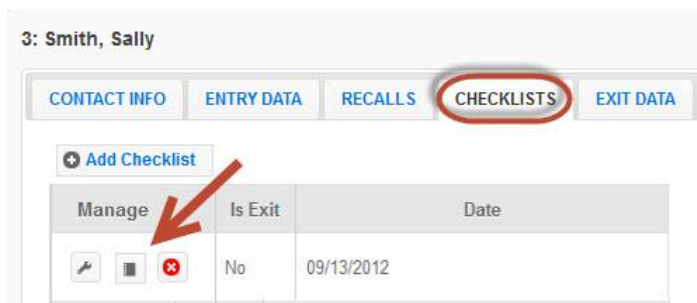 3: Smith, Sally
CONTACT INFO ENTRY DATA RECALLS CHECKLISTS EXIT DATA
Add Checklist
Manage Is Exit Date
No 09/13/2012